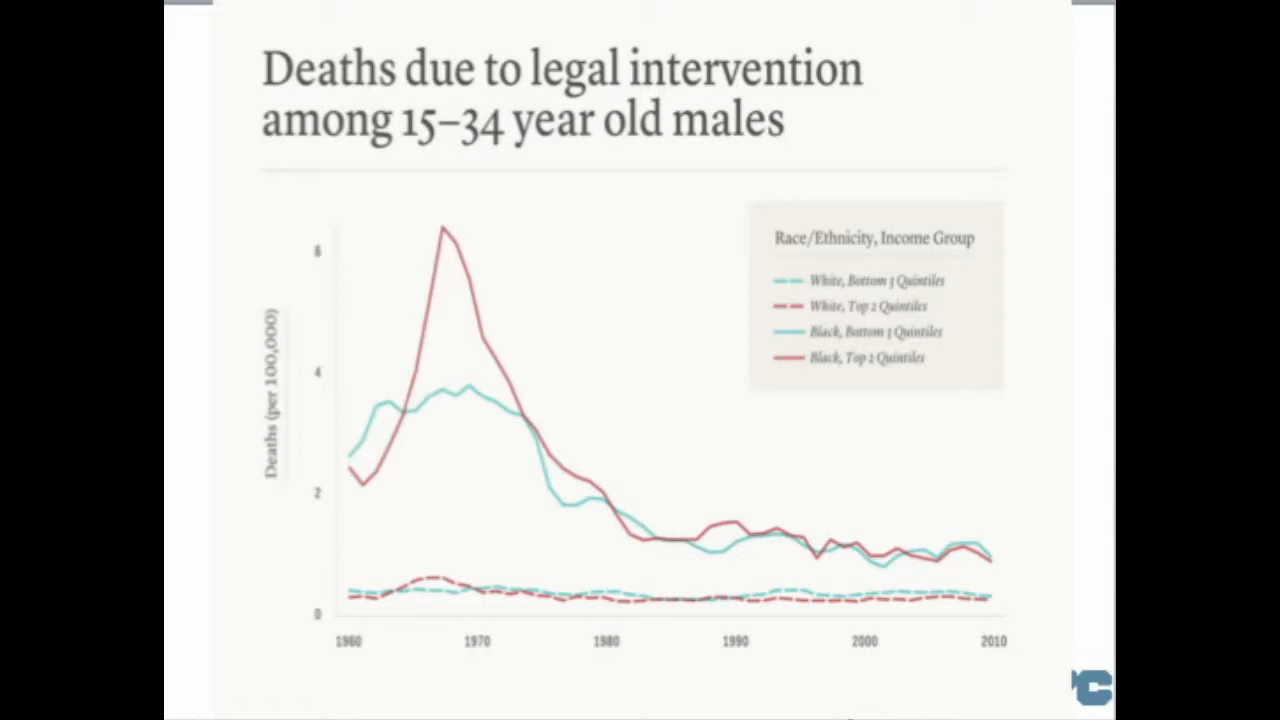 Deaths due to legal intervention
among 15–34 year old males
Race/Ethnicity, Income Group
White, Bottom 3 Quintiles
White, Top 2 Quintiles
Black, Bottom 3 Quintiles
Black, Top 2 Quintiles
Deaths (per 100,000)
6
4
2
0
1960 1970 1980 1990 2000 2010
C